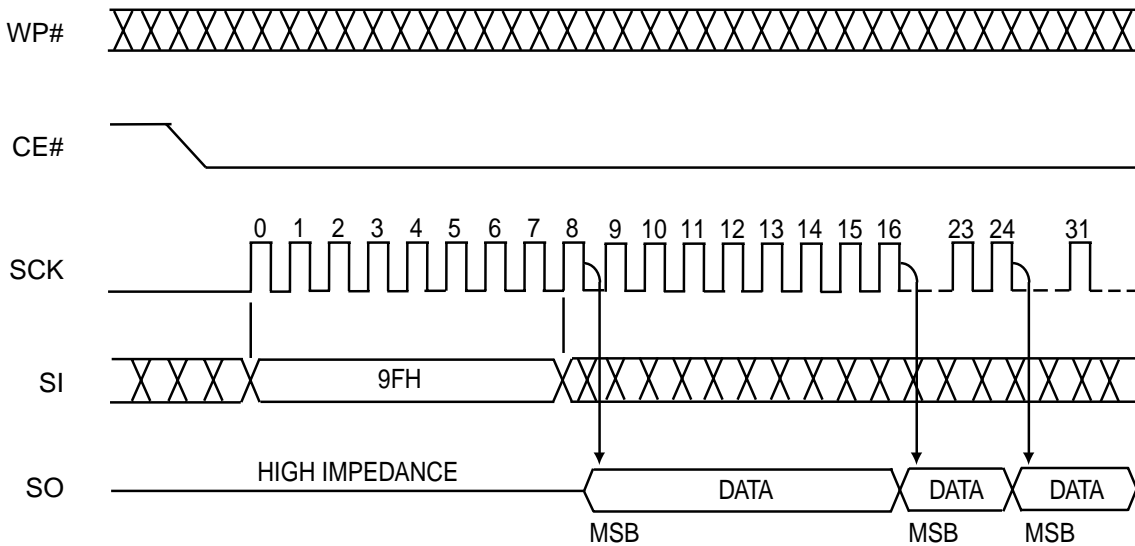 WP#
CE#
0 1 2 3 4 5 6 7 8 9 10 11 12 13 14 15 16 23 24 31
SCK
SI 9FH
HIGH IMPEDANCE
SO DATA DATA DATA
MSB MSB MSB